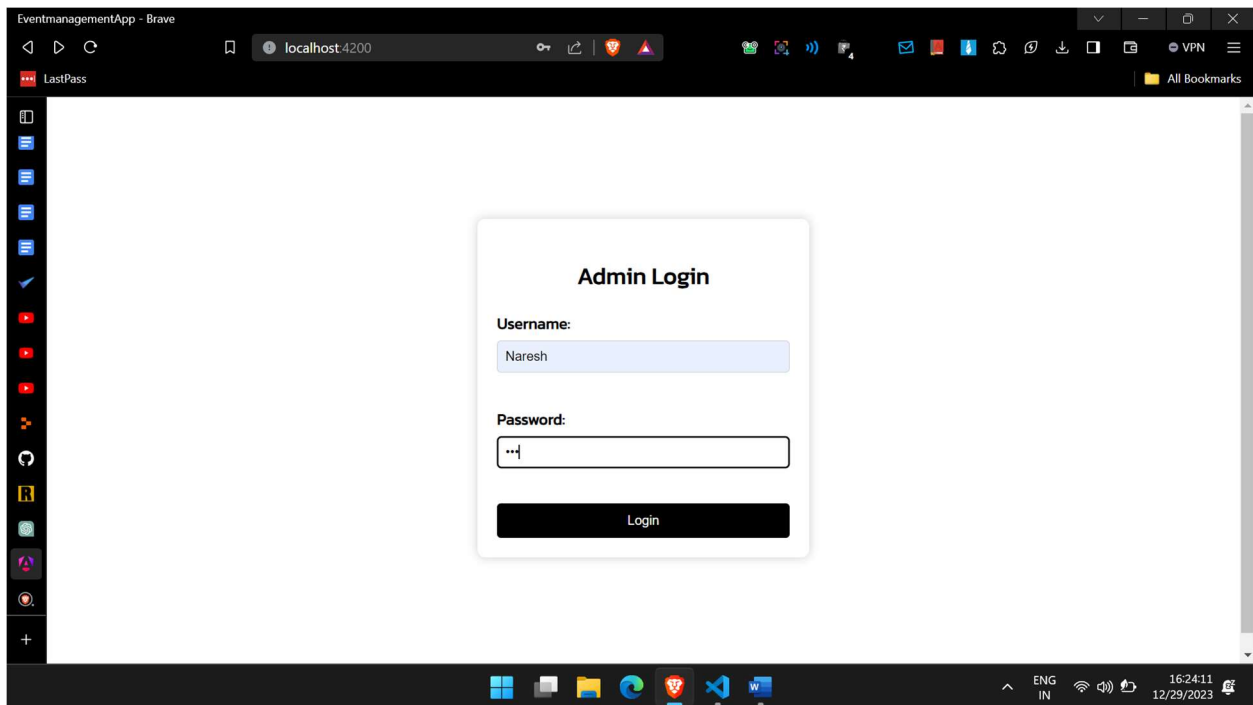 EventmanagementApp - Brave
localhost:4200
4
VPN
LastPass
All Bookmarks
Admin Login
Username:
Naresh
Password:
•••
Login
ENG
IN
16:24:11
12/29/2023